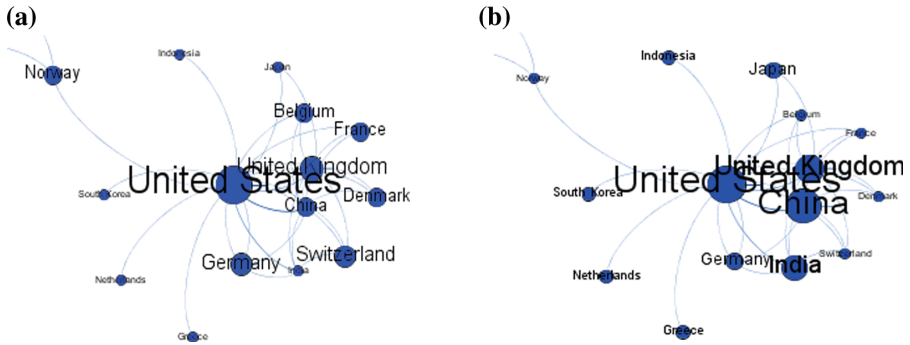 (a)
Indonesia
Norway
Japan
Belgium
France
United Kingdom
United States
South Korea
Denmark
China
Switzerland
Germany
India
Netherlands
Greece
(b)
Indonesia
Japan
Norway
Belgium
France
United Kingdom
United States
South Korea
Denmark
China
Switzerland
Germany
India
Netherlands
Greece